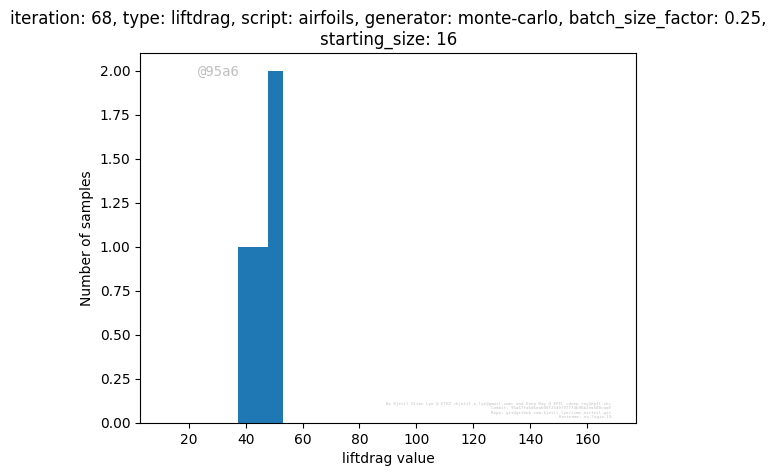 iteration: 68, type: liftdrag, script: airfoils, generator: monte-carlo, batch_size_factor: 0.25,
starting_size: 16
@95a6
2.00
1.75
1.50
1.25
1.00
0.75
0.50
0.25
0.00
Number of samples
20 40 60 80 100 120 140 160
liftdrag value